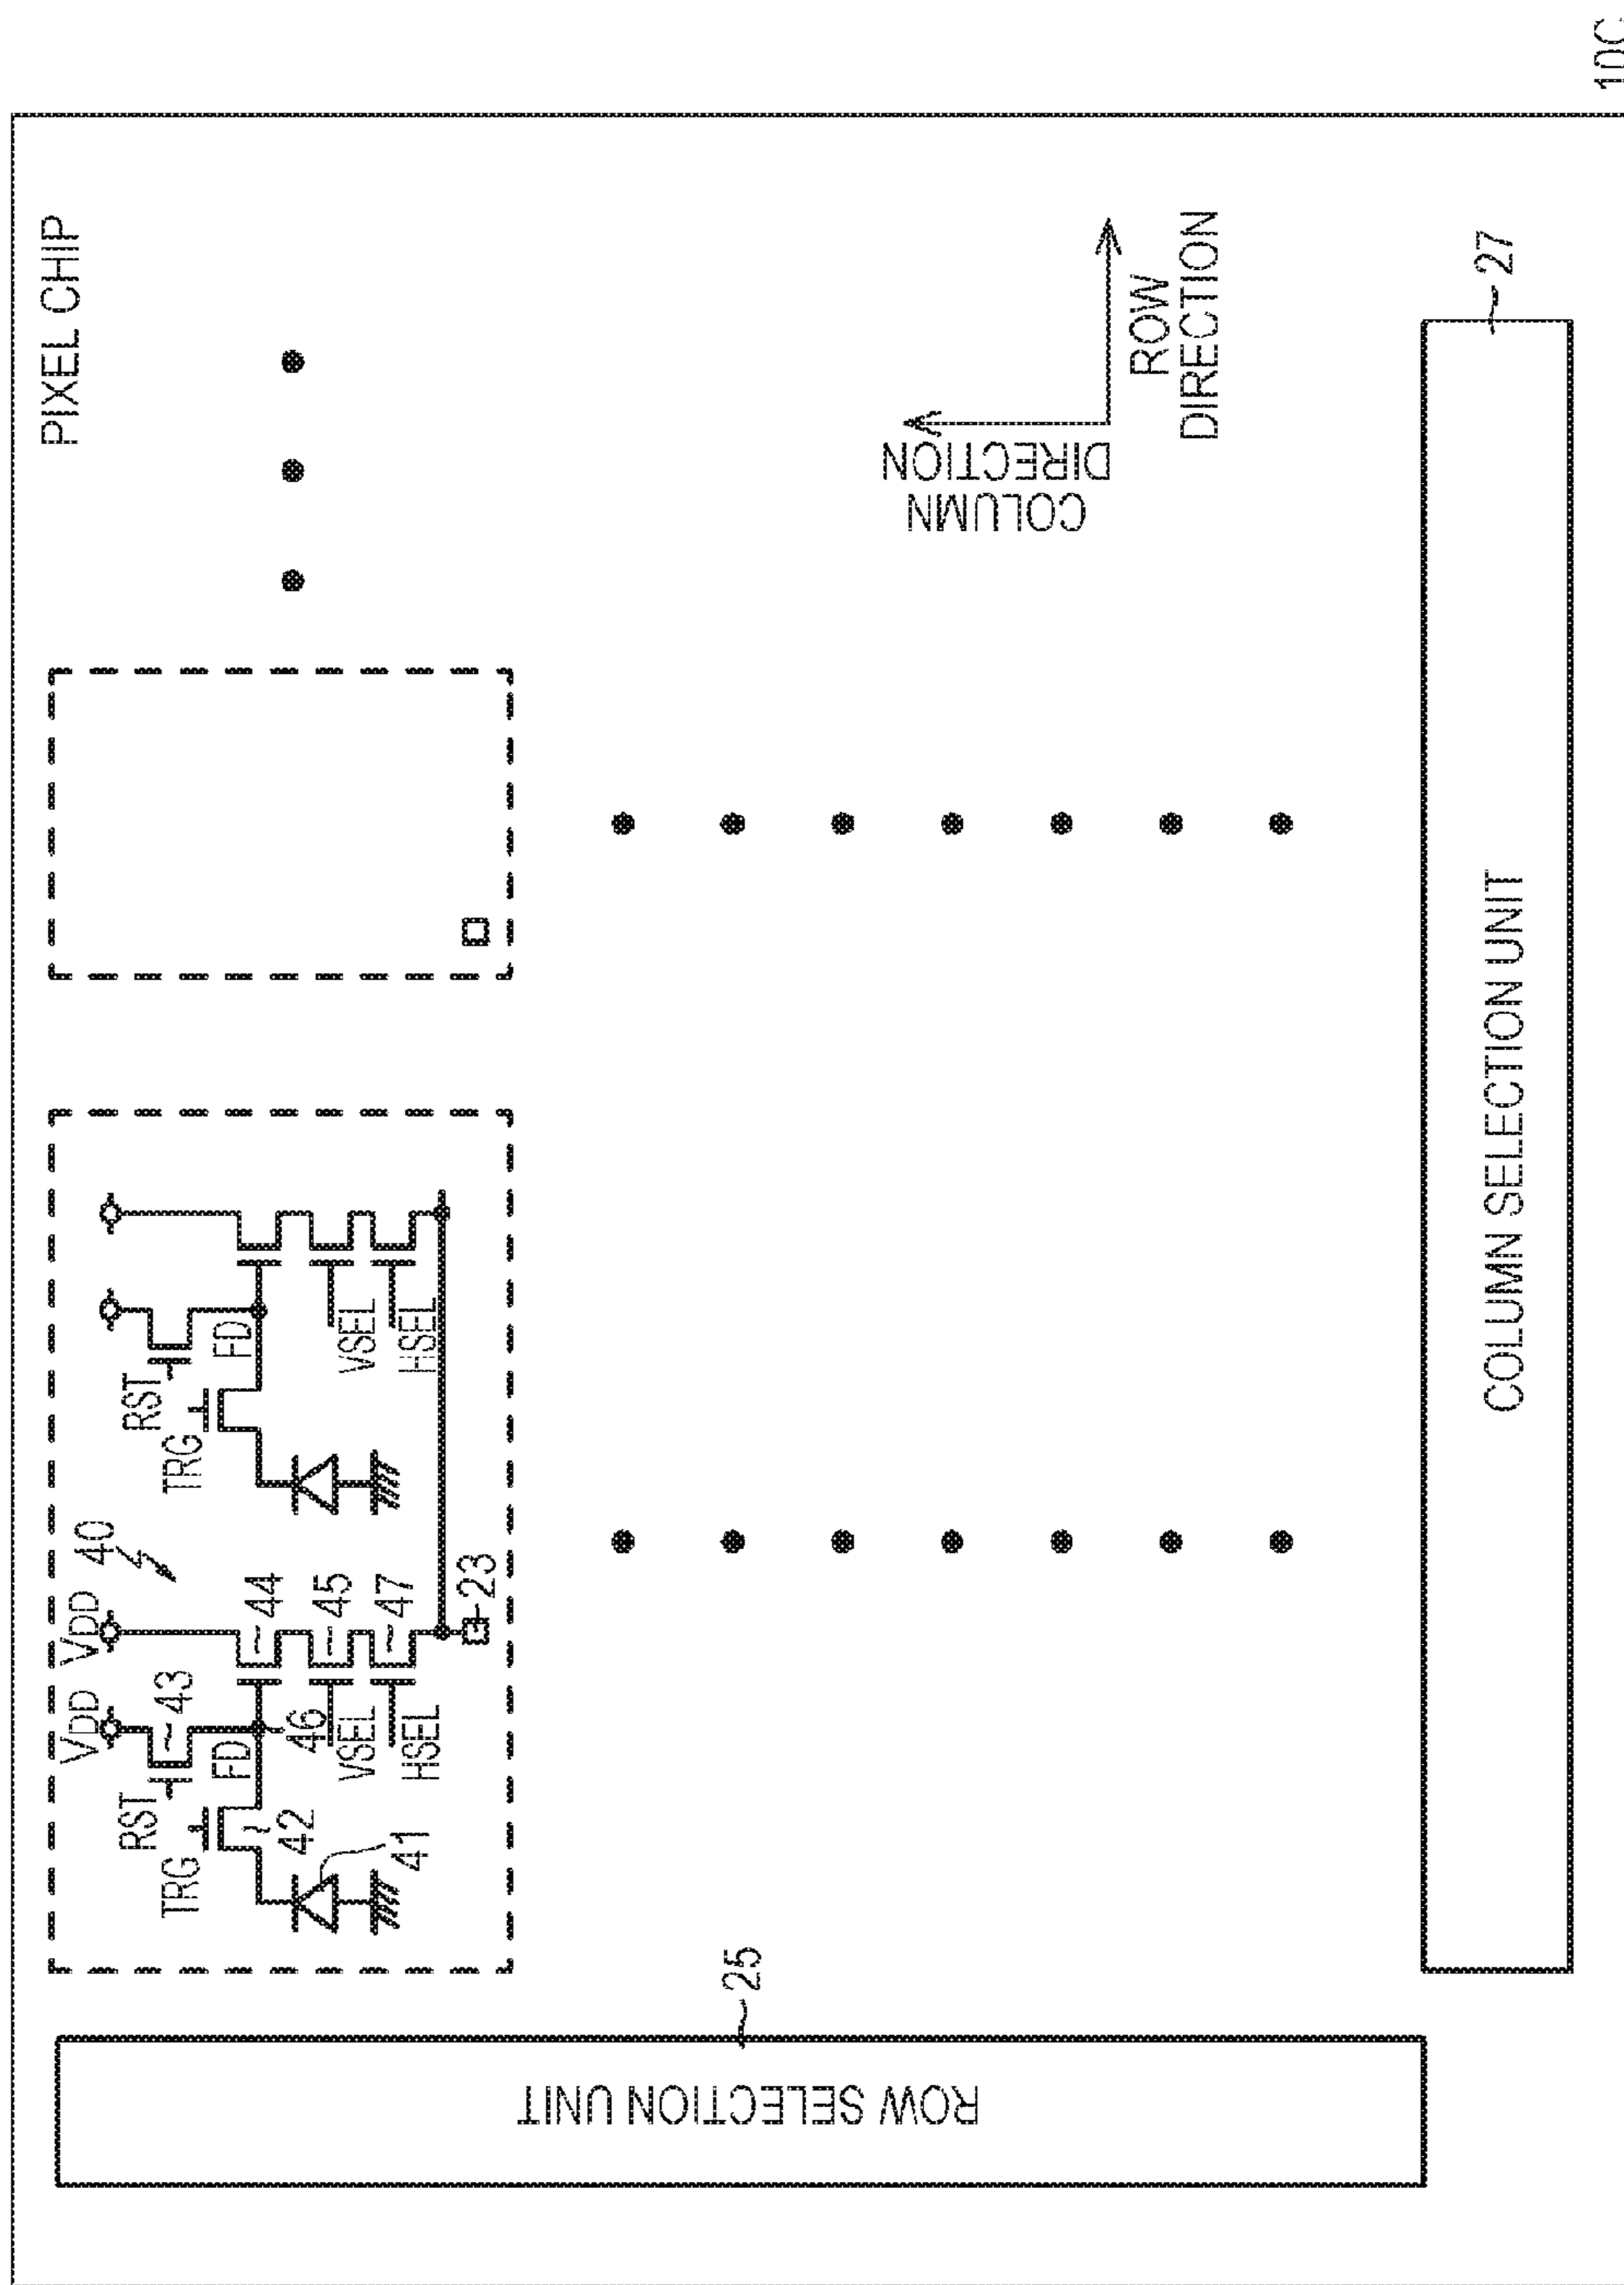 PIXEL CHIP
VDD
VDD
40
RST
43
TRG
FD
42
44
46
VSEL
45
HSEL
47
41
23
RST
TRG
FD
VSEL
HSEL
25
ROW SELECTION UNIT
COLUMN
DIRECTION
ROW
DIRECTION
COLUMN SELECTION UNIT
27